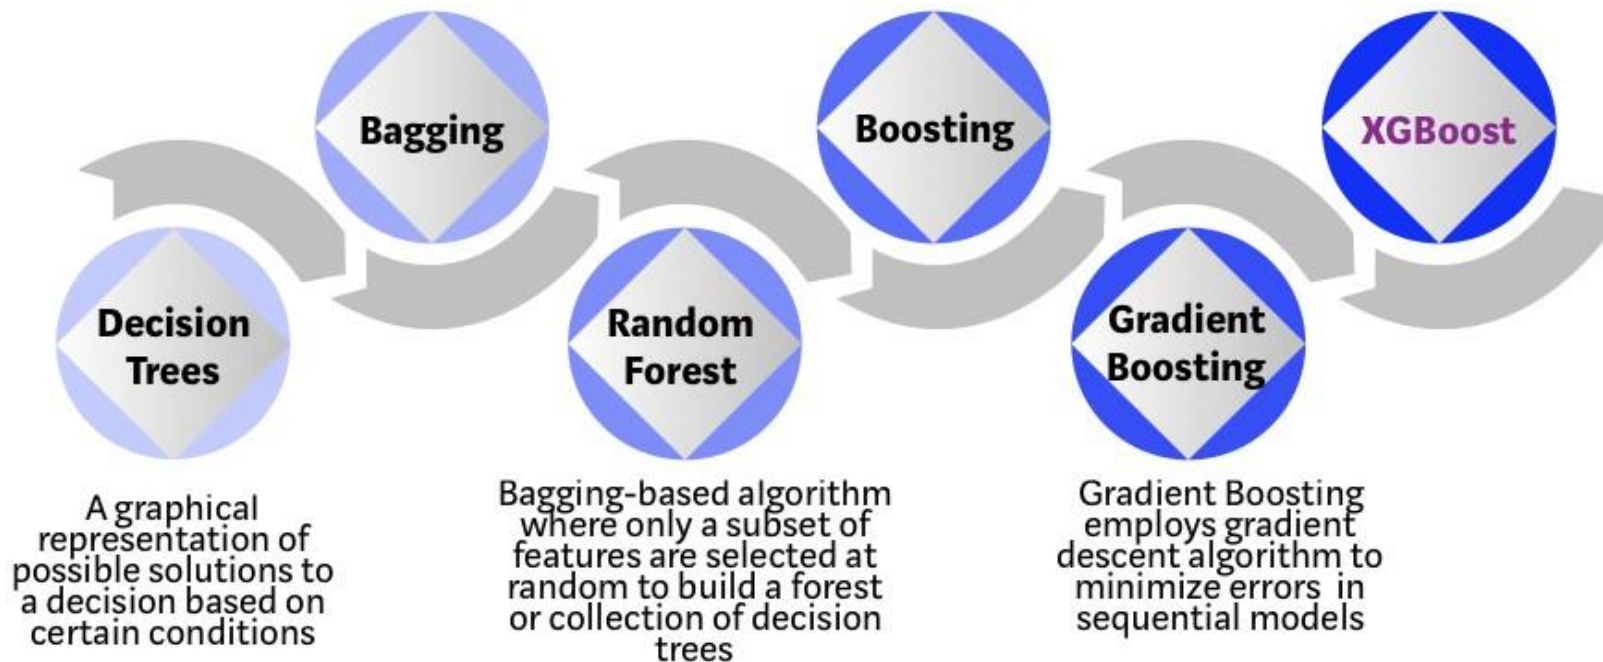 Bagging
Boosting
XGBoost
Decision
Trees
Random
Forest
Gradient
Boosting
A graphical
representation of
possible solutions to
a decision based on
certain conditions
Bagging-based algorithm
where only a subset of
features are selected at
random to build a forest
or collection of decision
trees
Gradient Boosting
employs gradient
descent algorithm to
minimize errors in
sequential models